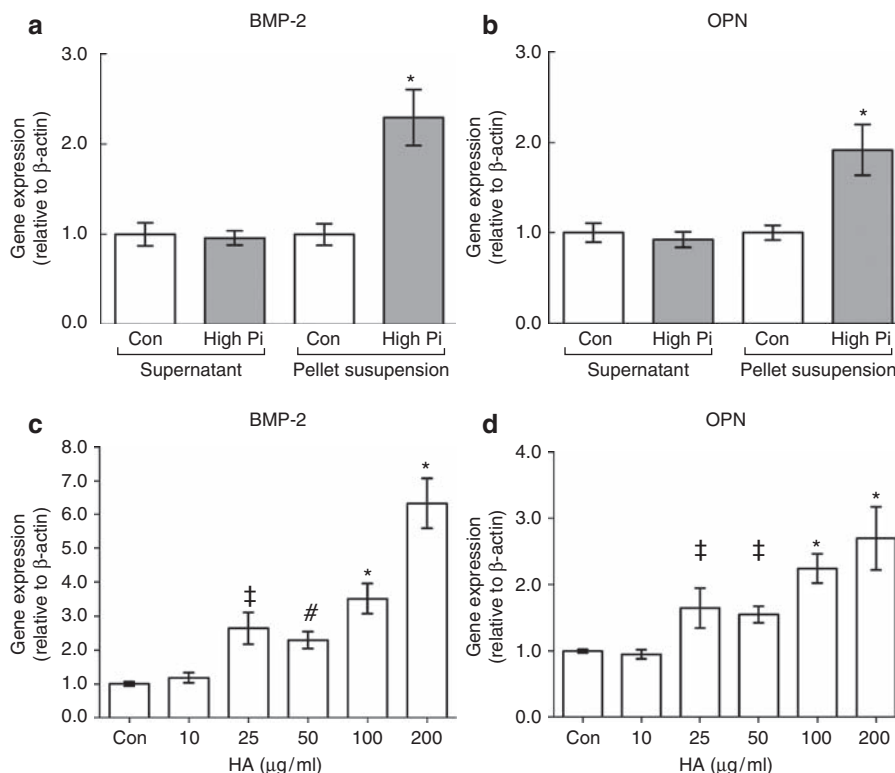 a
BMP-2
Gene expression
(relative to β-actin)
3.0
2.0
1.0
0.0
*
Con
High Pi
Con
High Pi
Supernatant
Pellet susupension
b
OPN
Gene expression
(relative to β-actin)
3.0
2.0
1.0
0.0
*
Con
High Pi
Con
High Pi
Supernatant
Pellet susupension
c
BMP-2
Gene expression
(relative to β-actin)
8.0
7.0
6.0
5.0
4.0
3.0
2.0
1.0
0.0
‡
#
*
*
Con
10
25
50
100
200
HA (μg/ml)
d
OPN
Gene expression
(relative to β-actin)
4.0
3.0
2.0
1.0
0.0
‡
‡
*
*
Con
10
25
50
100
200
HA (μg/ml)